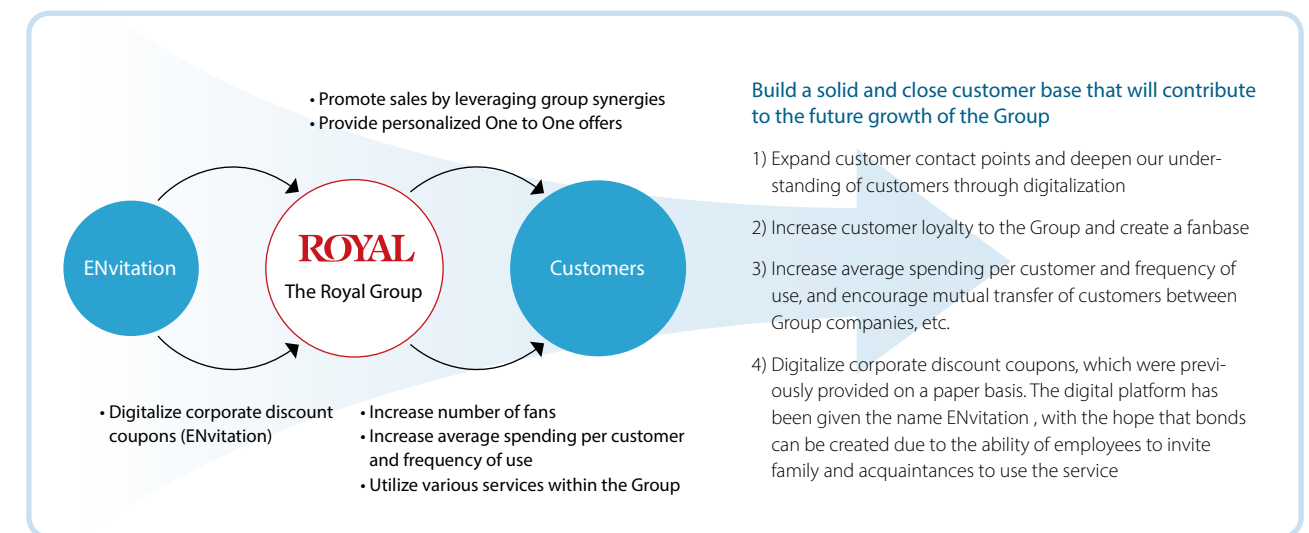 • Promote sales by leveraging group synergies
• Provide personalized One to One offers
ENvitation
ROYAL
The Royal Group
Customers
• Digitalize corporate discount
coupons (ENvitation)
• Increase number of fans
• Increase average spending per customer
and frequency of use
• Utilize various services within the Group
Build a solid and close customer base that will contribute
to the future growth of the Group
1) Expand customer contact points and deepen our under-
standing of customers through digitalization
2) Increase customer loyalty to the Group and create a fanbase
3) Increase average spending per customer and frequency of
use, and encourage mutual transfer of customers between
Group companies, etc.
4) Digitalize corporate discount coupons, which were previ-
ously provided on a paper basis. The digital platform has
been given the name ENvitation , with the hope that bonds
can be created due to the ability of employees to invite
family and acquaintances to use the service